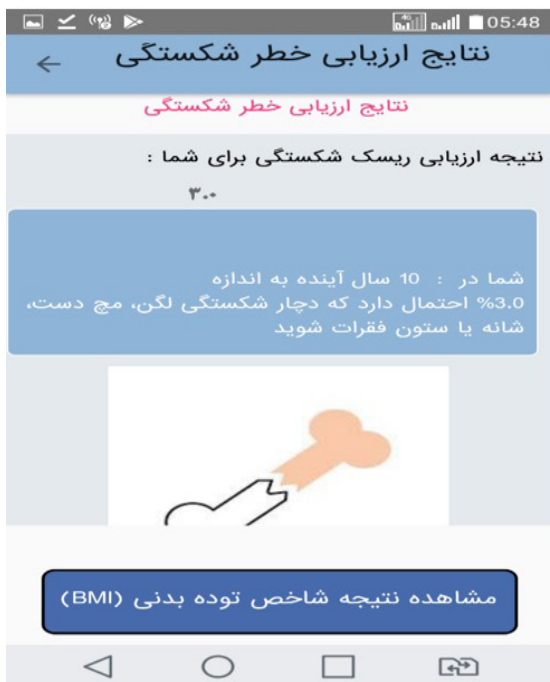 05:48
نتایج ارزیابی خطر شکستگی
نتایج ارزیابی خطر شکستگی
نتیجه ارزیابی ریسک شکستگی برای شما :
۳.۰
شما در : 10 سال آینده به اندازه
%3.0 احتمال دارد که دچار شکستگی لگن، مچ دست،
شانه یا ستون فقرات شوید
مشاهده نتیجه شاخص توده بدنی (BMI)